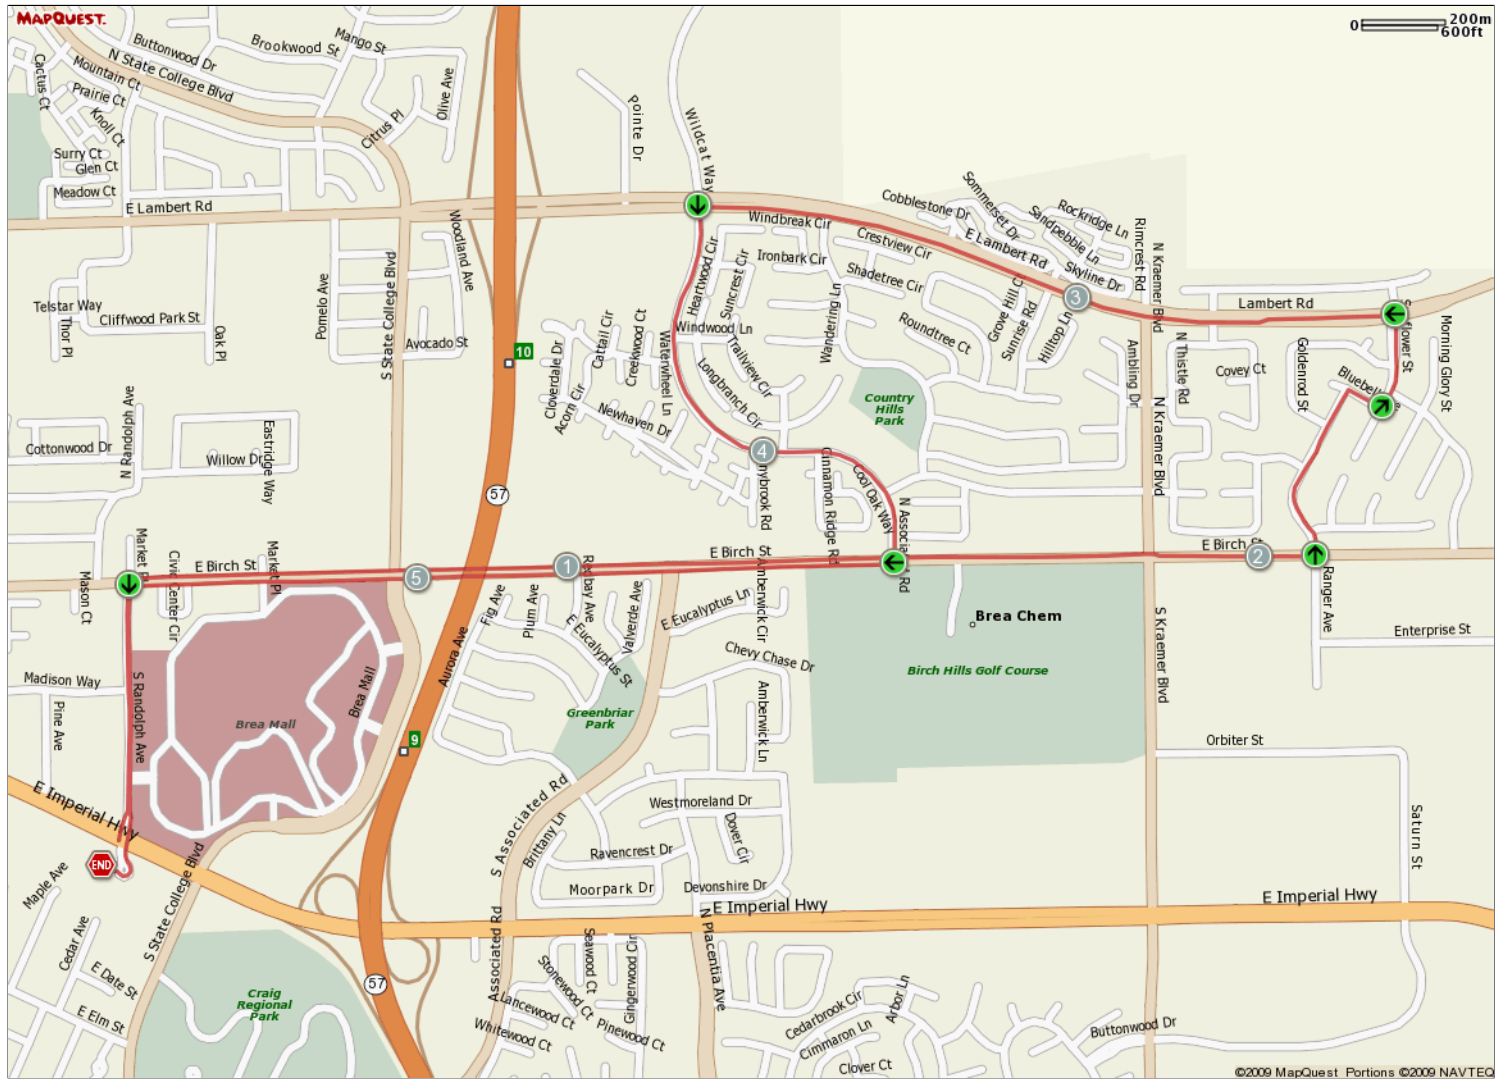 MAPQUEST.
0 200m
600ft
Mango St
Buttonwood Dr
Brookwood St
N State College Blvd
Cactus Ct
Mountain Ct
Prairie Ct
Knoll Ct
Olive Ave
Citrus Pl
Pointe Dr
Wildcat Way
Surry Ct
Glen Ct
Meadow Ct
E Lambert Rd
Woodland Ave
Windbreak Cir
Cobblestone Dr
Sommerset Dr
Rockridge Ln
Sandpebble Ln
E Lambert Rd
Crestview Cir
Skyline Dr
Rimcrest Rd
N Kraemer Blvd
Ironbark Cir
Shadetree Cir
Heartwood Cir
Suncrest Cir
Wandering Ln
Grove Hill C
Sunrise Rd
Hilltop Ln
3
Lambert Rd
Telstar Way
Thor Pl
Cliffwood Park St
Oak Pl
Pomelo Ave
S State College Blvd
Avocado St
10
Cloverdale Dr
Cattail Cir
Creekwood Ct
Acorn Cir
Waterwheel Ln
Windwood Ln
Trailview Cir
Longbranch Cir
Roundtree Ct
Ambling Dr
N Thistle Rd
Covey Ct
Goldenrod St
flower St
Morning Glory St
Country
Hills
Park
N Kraemer Blvd
Newhaven Dr
4
nybrook Rd
Cinnamon Ridge Rd
Cool Oak Way
N Randolph Ave
Cottonwood Dr
Willow Dr
Eastridge Way
57
Market P
Civic Center Cir
Market Pl
E Birch St
5
1
E Birch St
E Birch St
2
Mason Ct
Redbay Ave
Fig Ave
Plum Ave
E Eucalyptus St
Valverde Ave
E Eucalyptus Ln
Amberwick Cir
Brea Chem
Ranger Ave
Enterprise St
S Kraemer Blvd
Aurora Ave
Chevy Chase Dr
Amberwick Ln
Birch Hills Golf Course
Madison Way
Pine Ave
S Randolph Ave
Brea Mall
Brea Mall
Greenbriar
Park
9
Orbiter St
E Imperial Hwy
S Associated Rd
Brittany Ln
Westmoreland Dr
Dover Cir
Ravencrest Dr
Moorpark Dr
Devonshire Dr
Saturn St
END
Maple Ave
S State College Blvd
E Imperial Hwy
E Imperial Hwy
Cedar Ave
E Date St
E Elm St
Craig
Regional
Park
57
Associated Rd
Stonewood Ct
Seawood Ct
Gingerwood Cir
N Placentia Ave
Lancewood Ct
Whitewood Ct
Pinewood Ct
Cedarbrook Cir
Arbor Ln
Cimmaron Ln
Clover Ct
Buttonwood Dr
©2009 MapQuest Portions ©2009 NAVTEQ